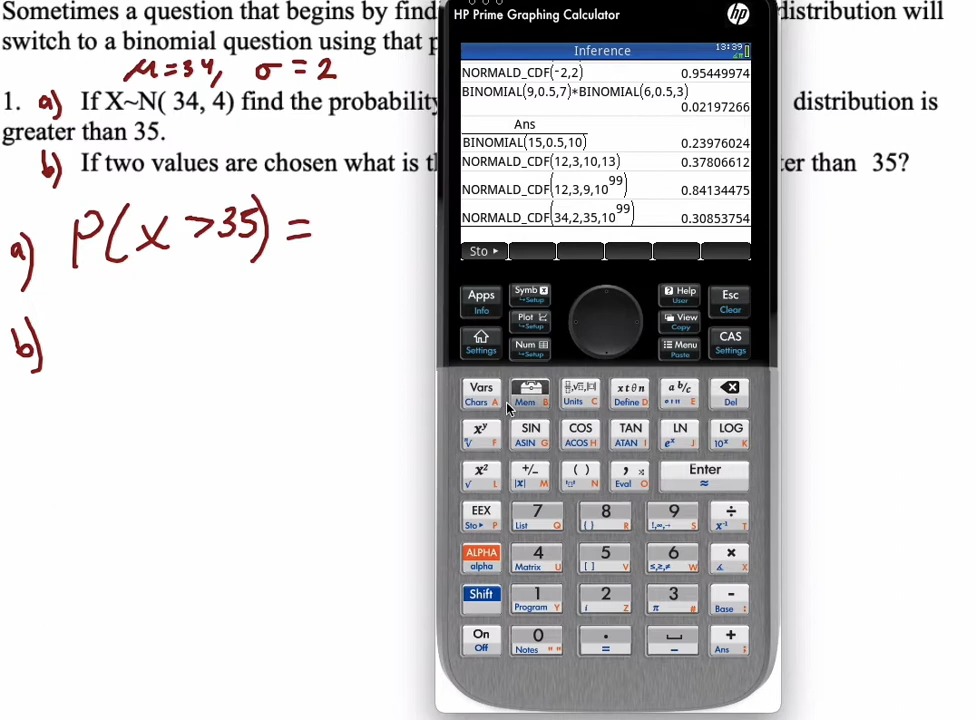 Sometimes a question that begins by find
distribution will
switch to a binomial question using that p
μ=34, σ=2
1. a) If X~N( 34, 4) find the probability
distribution is
greater than 35.
b) If two values are chosen what is th
ter than 35?
a) P(X>35)=
b)
HP Prime Graphing Calculator
hp
Inference
13:39
NORMALD_CDF(-2,2) 0.95449974
BINOMIAL(9,0.5,7)*BINOMIAL(6,0.5,3)
0.02197266
Ans
BINOMIAL(15,0.5,10) 0.23976024
NORMALD_CDF(12,3,10,13) 0.37806612
NORMALD_CDF(12,3,9,10^99) 0.84134475
NORMALD_CDF(34,2,35,10^99) 0.30853754
Sto ▸
Apps Info
Symb Setup
Help User
Esc Clear
Plot Setup
View Copy
Settings
Num Setup
Menu Paste
CAS Settings
Vars Chars A
Mem B
Units C
x t θ n Define D
a b/c E
Del
x^y F
SIN ASIN G
COS ACOS H
TAN ATAN I
LN e^x J
LOG 10^x K
x² √ L
+/- |x| M
( ) N
, Eval O
Enter ≈
EEX Sto ▸ P
7 List Q
8 { } R
9 !,∞,→ S
÷ x⁻¹ T
ALPHA alpha
4 Matrix U
5 [ ] V
6 ≤,≥,≠ W
× ∡ X
Shift
1 Program Y
2 i Z
3 π #
- Base :
On Off
0 Notes " "
. =
_
+ Ans ;